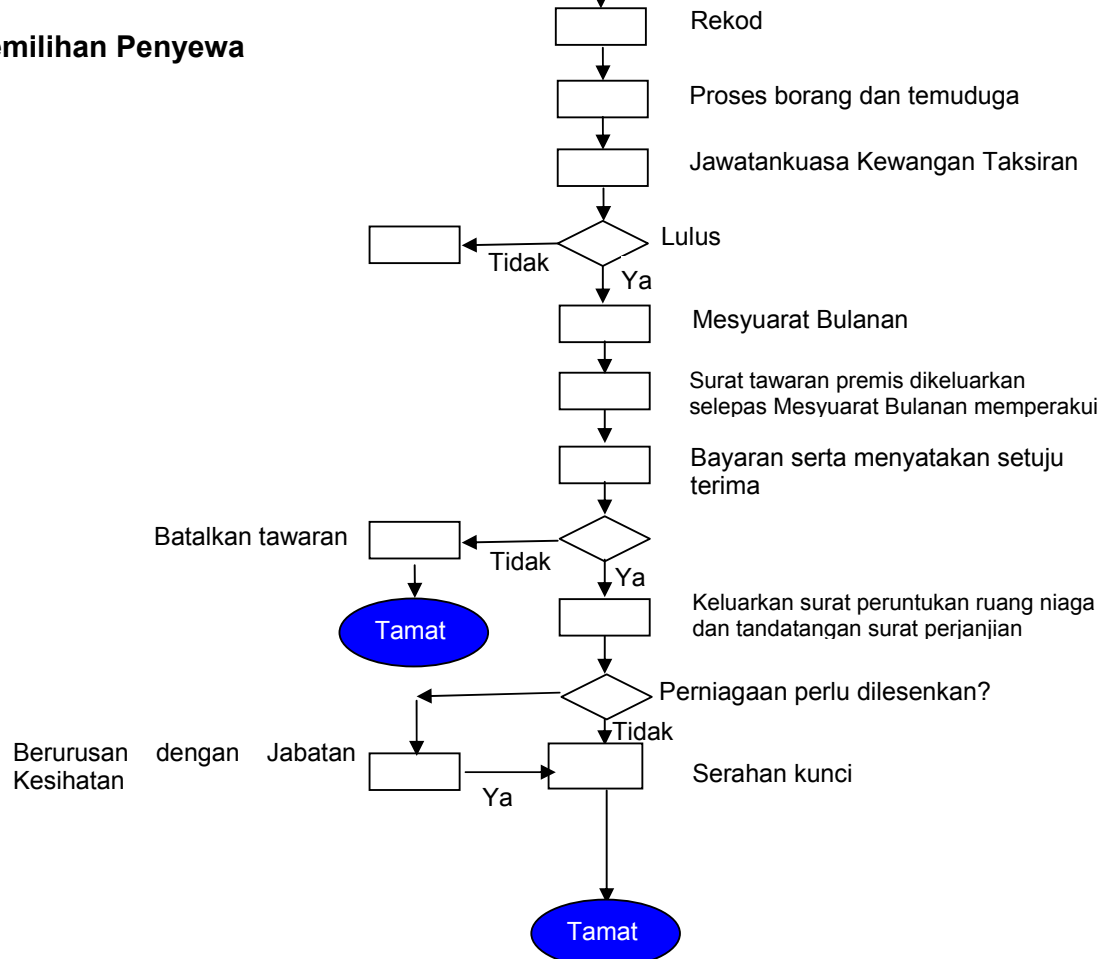 Rekod
emilihan Penyewa
Proses borang dan temuduga
Jawatankuasa Kewangan Taksiran
Lulus
Tidak
Ya
Mesyuarat Bulanan
Surat tawaran premis dikeluarkan
selepas Mesyuarat Bulanan memperakui
Bayaran serta menyatakan setuju
terima
Batalkan tawaran
Tidak
Ya
Tamat
Keluarkan surat peruntukan ruang niaga
dan tandatangan surat perjanjian
Perniagaan perlu dilesenkan?
Tidak
Berurusan dengan Jabatan
Kesihatan
Ya
Serahan kunci
Tamat